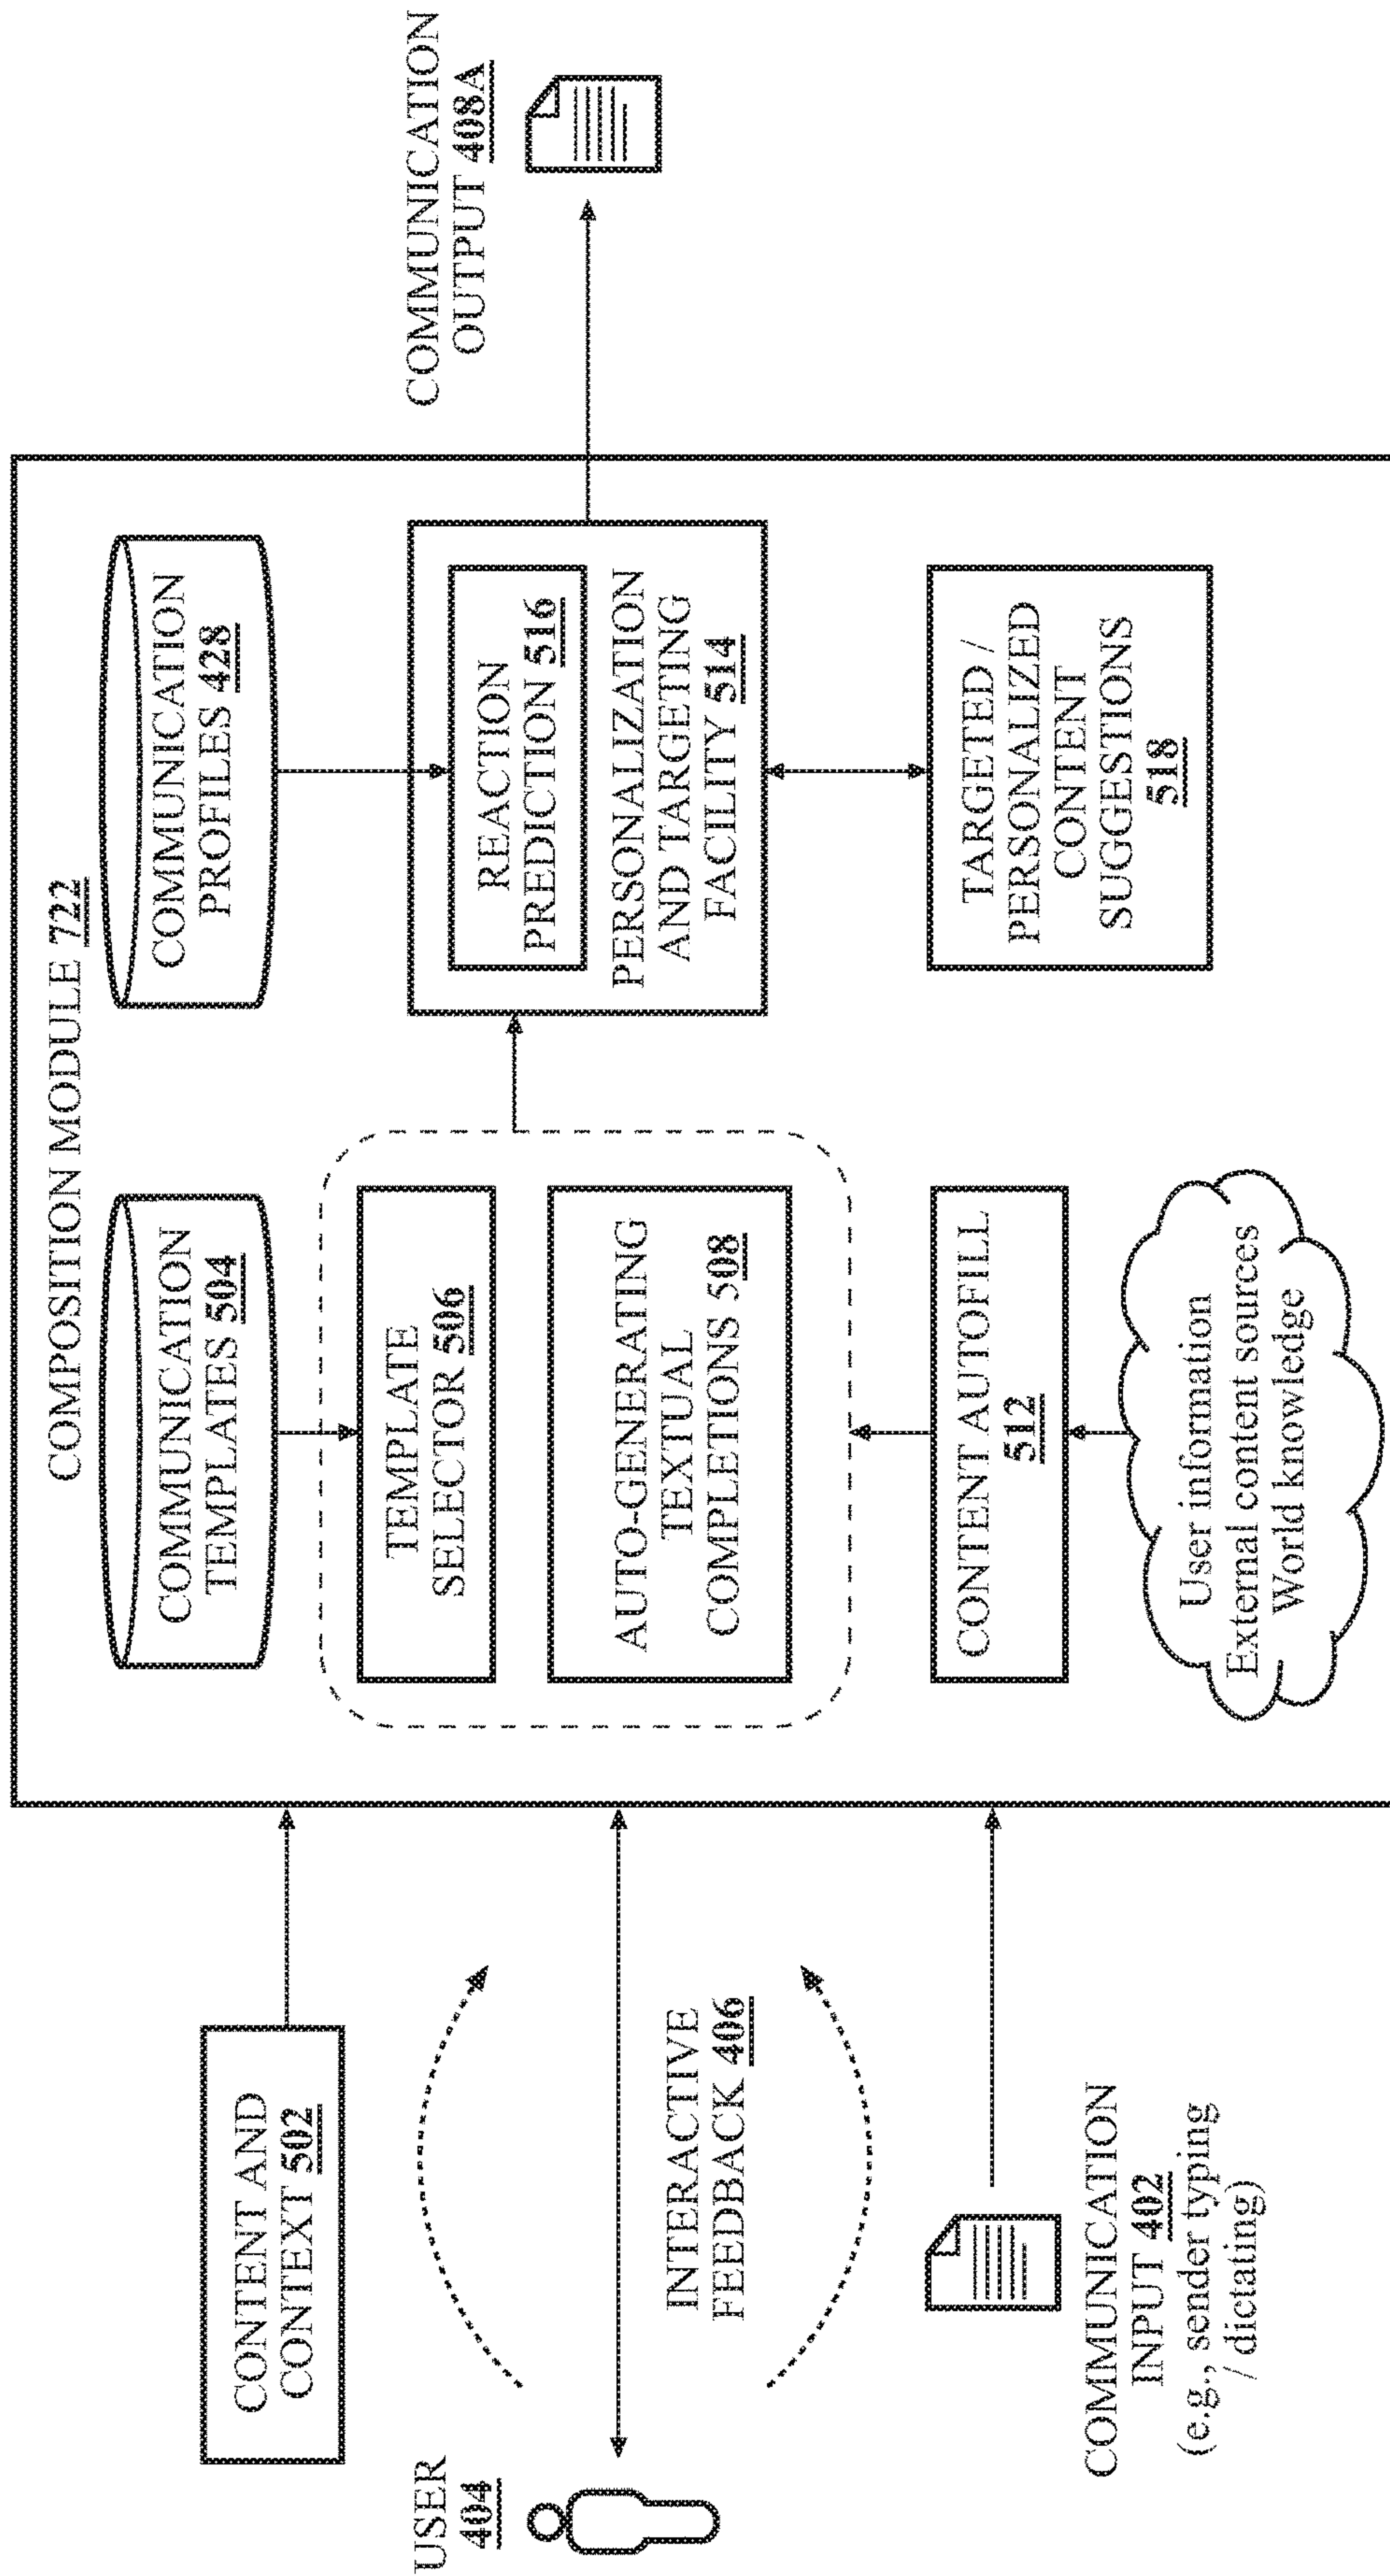 COMPOSITION MODULE 722
CONTENT AND
CONTEXT 502
USER
404
INTERACTIVE
FEEDBACK 406
COMMUNICATION
INPUT 402
(e.g., sender typing
/ dictating)
COMMUNICATION
TEMPLATES 504
TEMPLATE
SELECTOR 506
AUTO-GENERATING
TEXTUAL
COMPLETIONS 508
CONTENT AUTOFILL
512
User information
External content sources
World knowledge
COMMUNICATION
PROFILES 428
REACTION
PREDICTION 516
PERSONALIZATION
AND TARGETING
FACILITY 514
TARGETED /
PERSONALIZED
CONTENT
SUGGESTIONS
518
COMMUNICATION
OUTPUT 408A